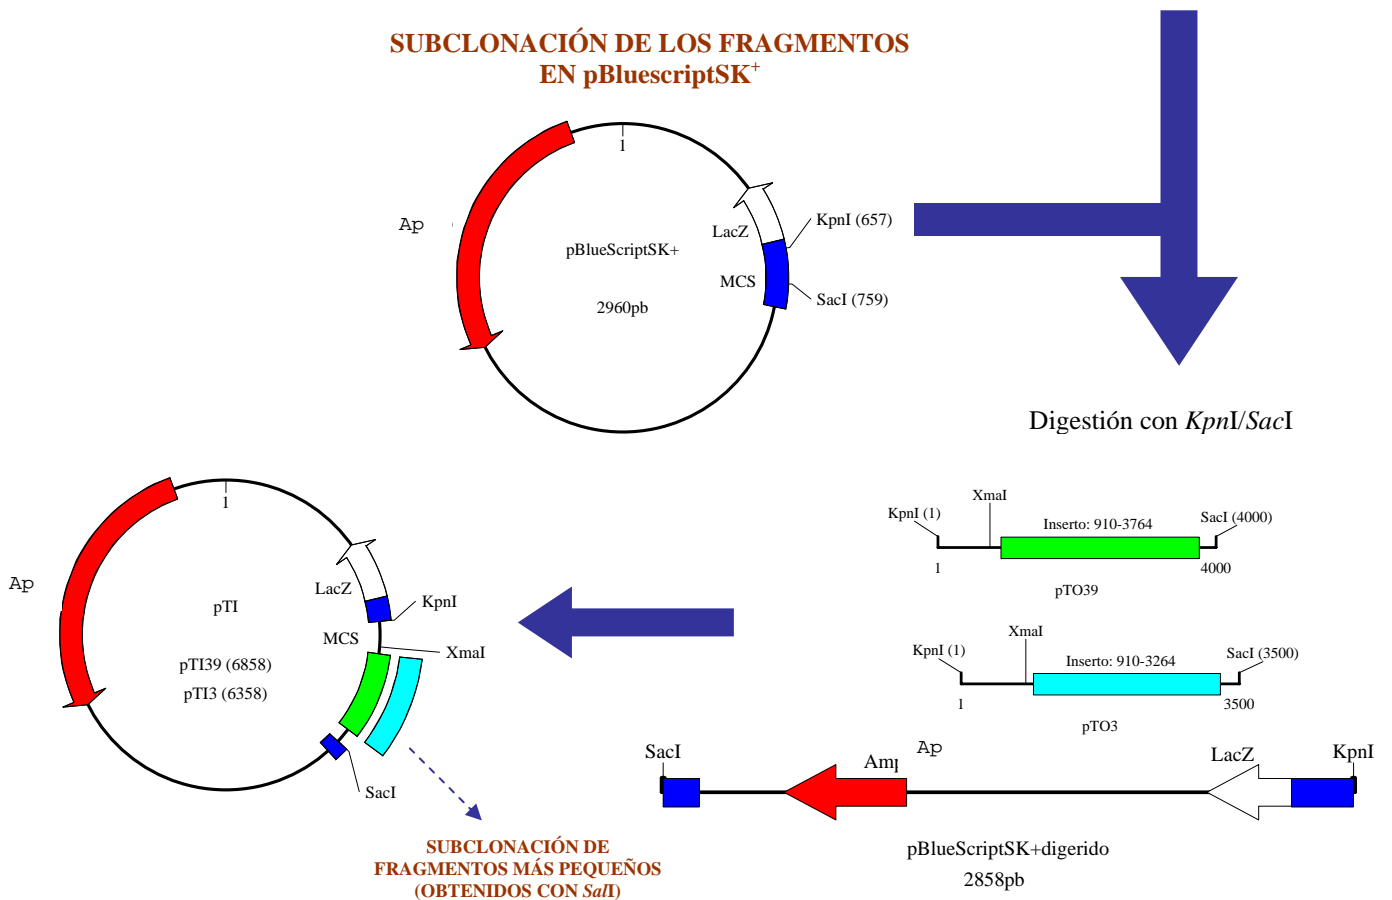 SUBCLONACIÓN DE LOS FRAGMENTOS
EN pBluescriptSK+
1
Ap
LacZ
KpnI (657)
pBlueScriptSK+
MCS
SacI (759)
2960pb
Digestión con KpnI/SacI
1
Ap
LacZ
KpnI
pTI
MCS
XmaI
pTI39 (6858)
pTI3 (6358)
SacI
XmaI
KpnI (1)
Inserto: 910-3764
SacI (4000)
1
4000
pTO39
XmaI
KpnI (1)
Inserto: 910-3264
SacI (3500)
1
3500
pTO3
SacI
Amp
Ap
LacZ
KpnI
pBlueScriptSK+digerido
2858pb
SUBCLONACIÓN DE
FRAGMENTOS MÁS PEQUEÑOS
(OBTENIDOS CON SalI)